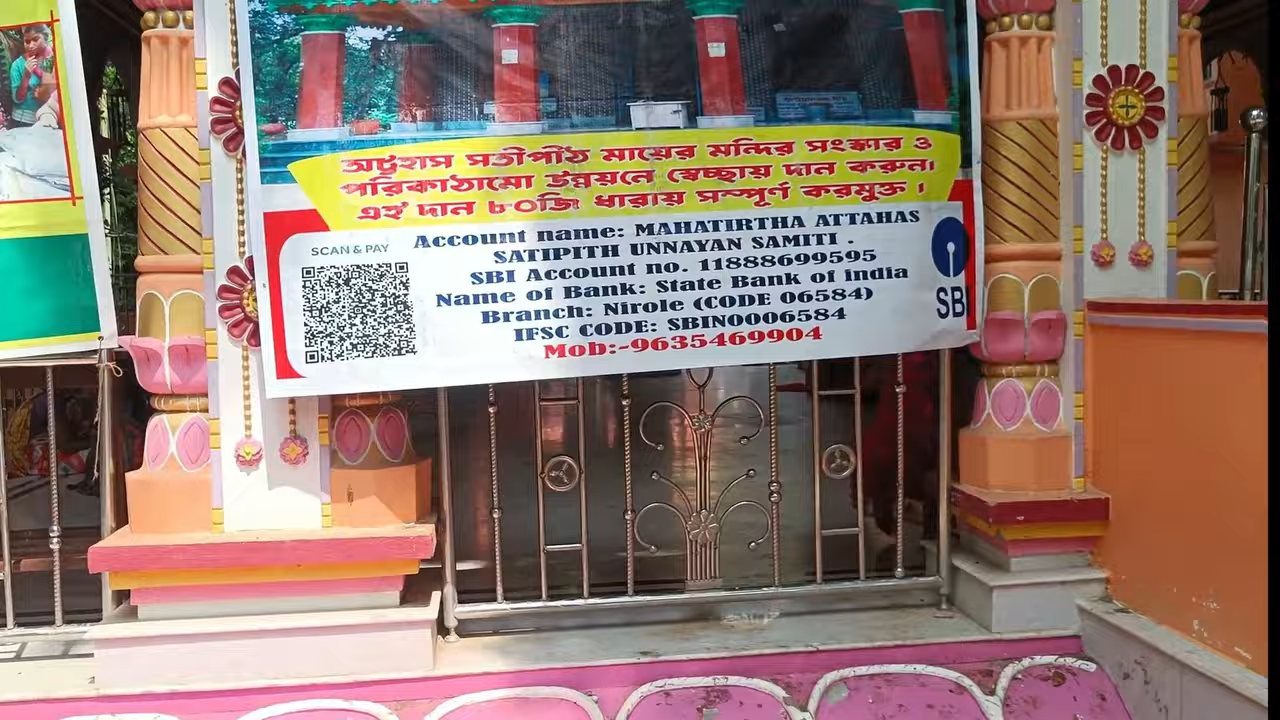 অট্টহাস সতীপীঠ মায়ের মন্দির সংস্কার ও
পরিকাঠামো উন্নয়নে স্বেচ্ছায় দান করুন।
এই দান ৮০জি ধারায় সম্পূর্ণ করমুক্ত ।
SCAN & PAY
Account name: MAHATIRTHA ATTAHAS
SATIPITH UNNAYAN SAMITI .
SBI Account no. 11888699595
Name of Bank: State Bank of india
Branch: Nirole (CODE 06584)
IFSC CODE: SBIN0006584
Mob:-9635469904
SBI